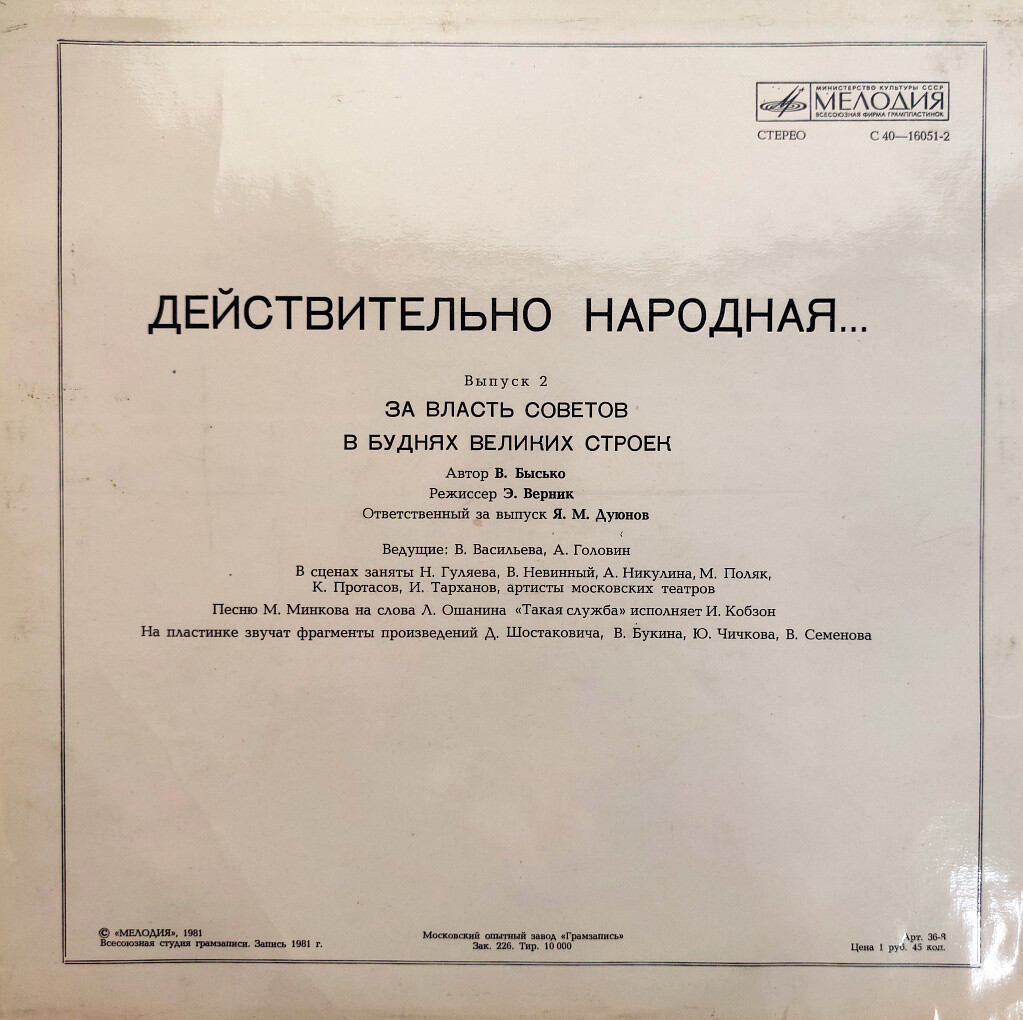 МИНИСТЕРСТВО КУЛЬТУРЫ СССР
МЕЛОДИЯ
ВСЕСОЮЗНАЯ ФИРМА ГРАМПЛАСТИНОК
СТЕРЕО С 40—16051-2
ДЕЙСТВИТЕЛЬНО НАРОДНАЯ...
Выпуск 2
ЗА ВЛАСТЬ СОВЕТОВ
В БУДНЯХ ВЕЛИКИХ СТРОЕК
Автор В. Бысько
Режиссер Э. Верник
Ответственный за выпуск Я. М. Дуюнов
Ведущие: В. Васильева, А. Головин
В сценах заняты Н. Гуляева, В. Невинный, А. Никулина, М. Поляк,
К. Протасов, И. Тарханов, артисты московских театров
Песню М. Минкова на слова Л. Ошанина «Такая служба» исполняет И. Кобзон
На пластинке звучат фрагменты произведений Д. Шостаковича, В. Букина, Ю. Чичкова, В. Семенова
© «МЕЛОДИЯ», 1981
Всесоюзная студия грамзаписи. Запись 1981 г.
Московский опытный завод «Грамзапись»
Зак. 226. Тир. 10 000
Арт. 36-8
Цена 1 руб. 45 коп.